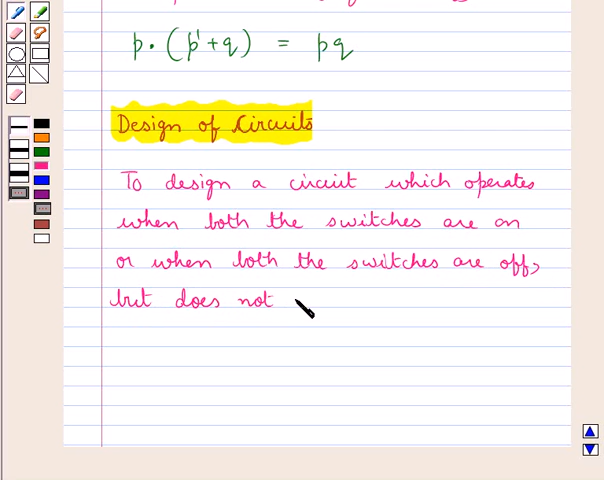 p · (p' + q) = pq
Design of Circuits
To design a circuit which operates
when both the switches are on
or when both the switches are off,
but does not